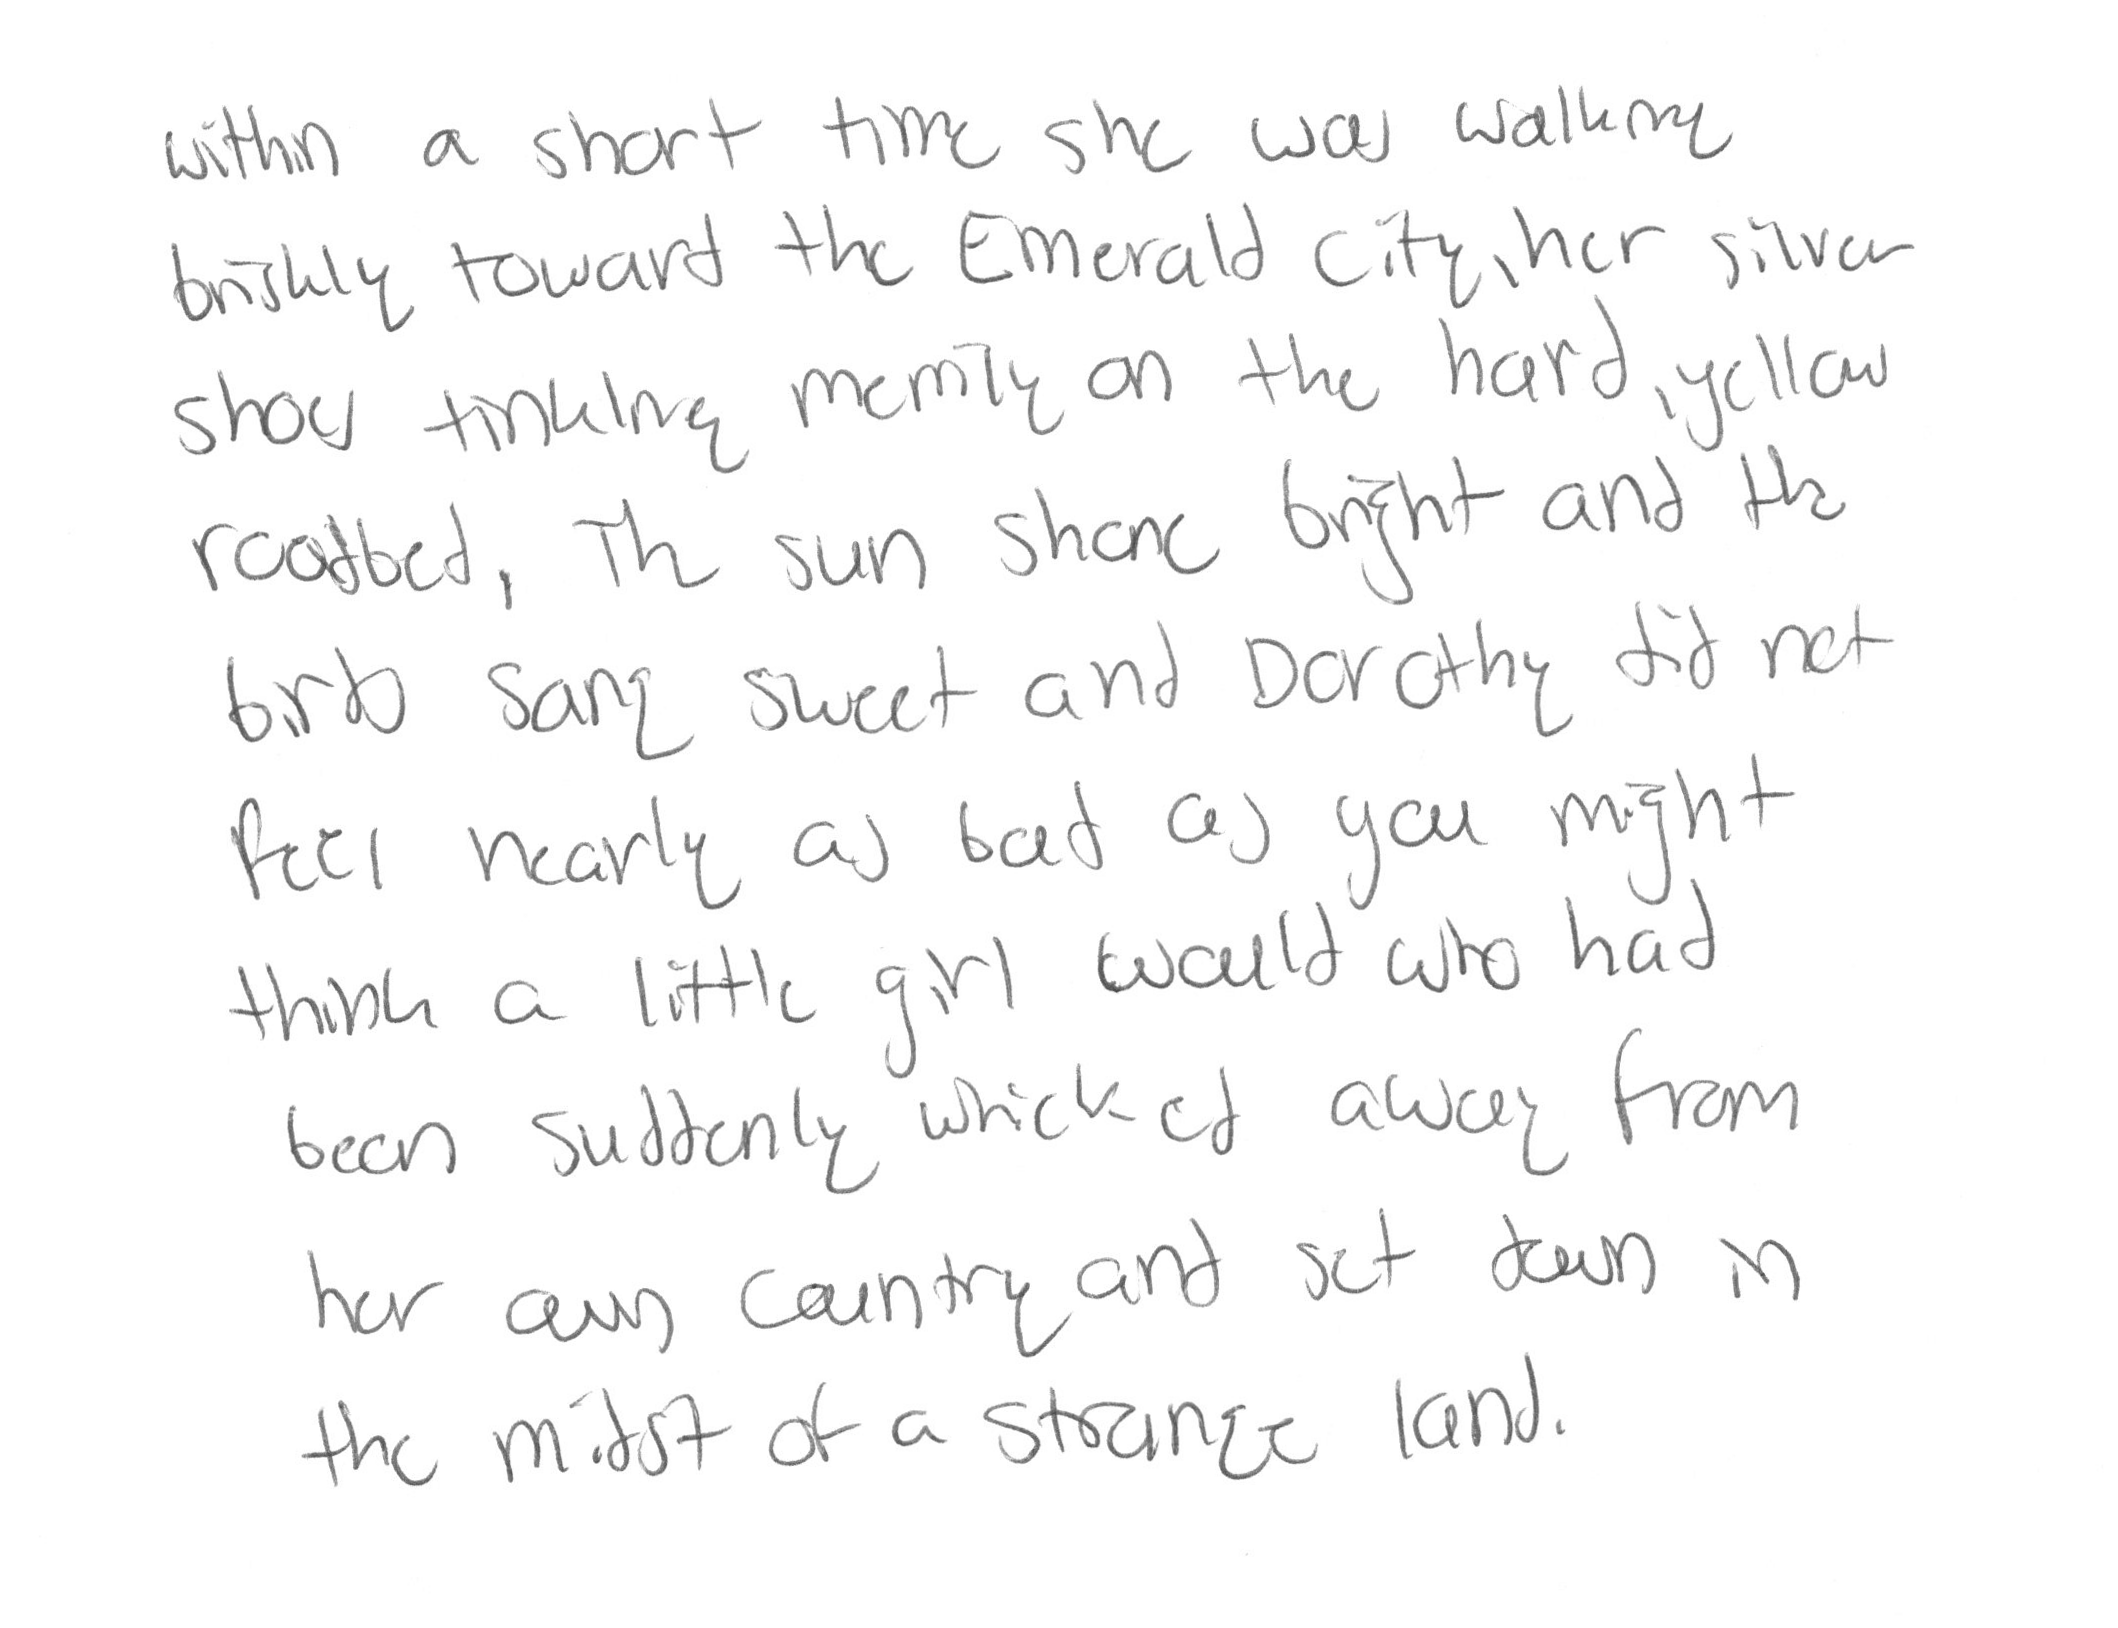 within a short time she was walking
briskly toward the Emerald City, her silver
shoes tinkling merrily on the hard, yellow
roadbed, The sun shone bright and the
birds sang sweet and Dorothy did not
feel nearly as bad as you might
think a little girl would who had
been suddenly whicked away from
her own country and set down in
the midst of a strange land.